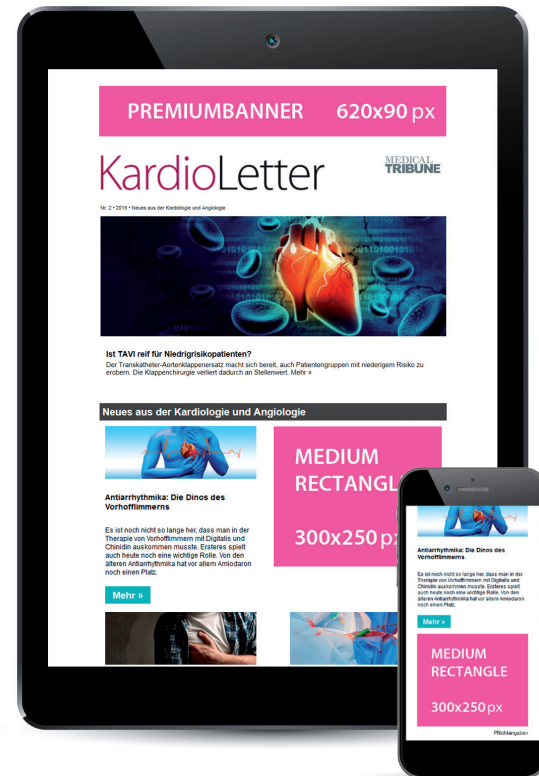 PREMIUMBANNER 620x90 px
KardioLetter
MEDICAL
TRIBUNE
Nr. 2 • 2019 • Neues aus der Kardiologie und Angiologie
Ist TAVI reif für Niedrigrisikopatienten?
Der Transkatheter-Aortenklappenersatz macht sich bereit, auch Patientengruppen mit niederigem Risiko zu
erobern. Die Klappenchirurgie verliert dadurch an Stellenwert. Mehr »
Neues aus der Kardiologie und Angiologie
Antiarrhythmika: Die Dinos des
Vorhofflimmerns
Es ist noch nicht so lange her, dass man in der
Therapie von Vorhofflimmern mit Digitalis und
Chinidin auskommen musste. Ersteres spielt
auch heute noch eine wichtige Rolle. Von den
älteren Antiarrhythmika hat vor allem Amiodaron
noch einen Platz.
Mehr »
MEDIUM
RECTANGL
300x250 p
Antiarrhythmika: Die Dinos des
Vorhofflimmerns
Es ist noch nicht so lange her, dass man in der
Therapie von Vorhofflimmern mit Digitalis und
Chinidin auskommen musste. Ersteres spielt
auch heute noch eine wichtige Rolle. Von den
älteren Antiarrhythmika hat vor allem Amiodaron
noch einen Platz.
Mehr »
MEDIUM
RECTANGLE
300x250 px
Pflichtangaben